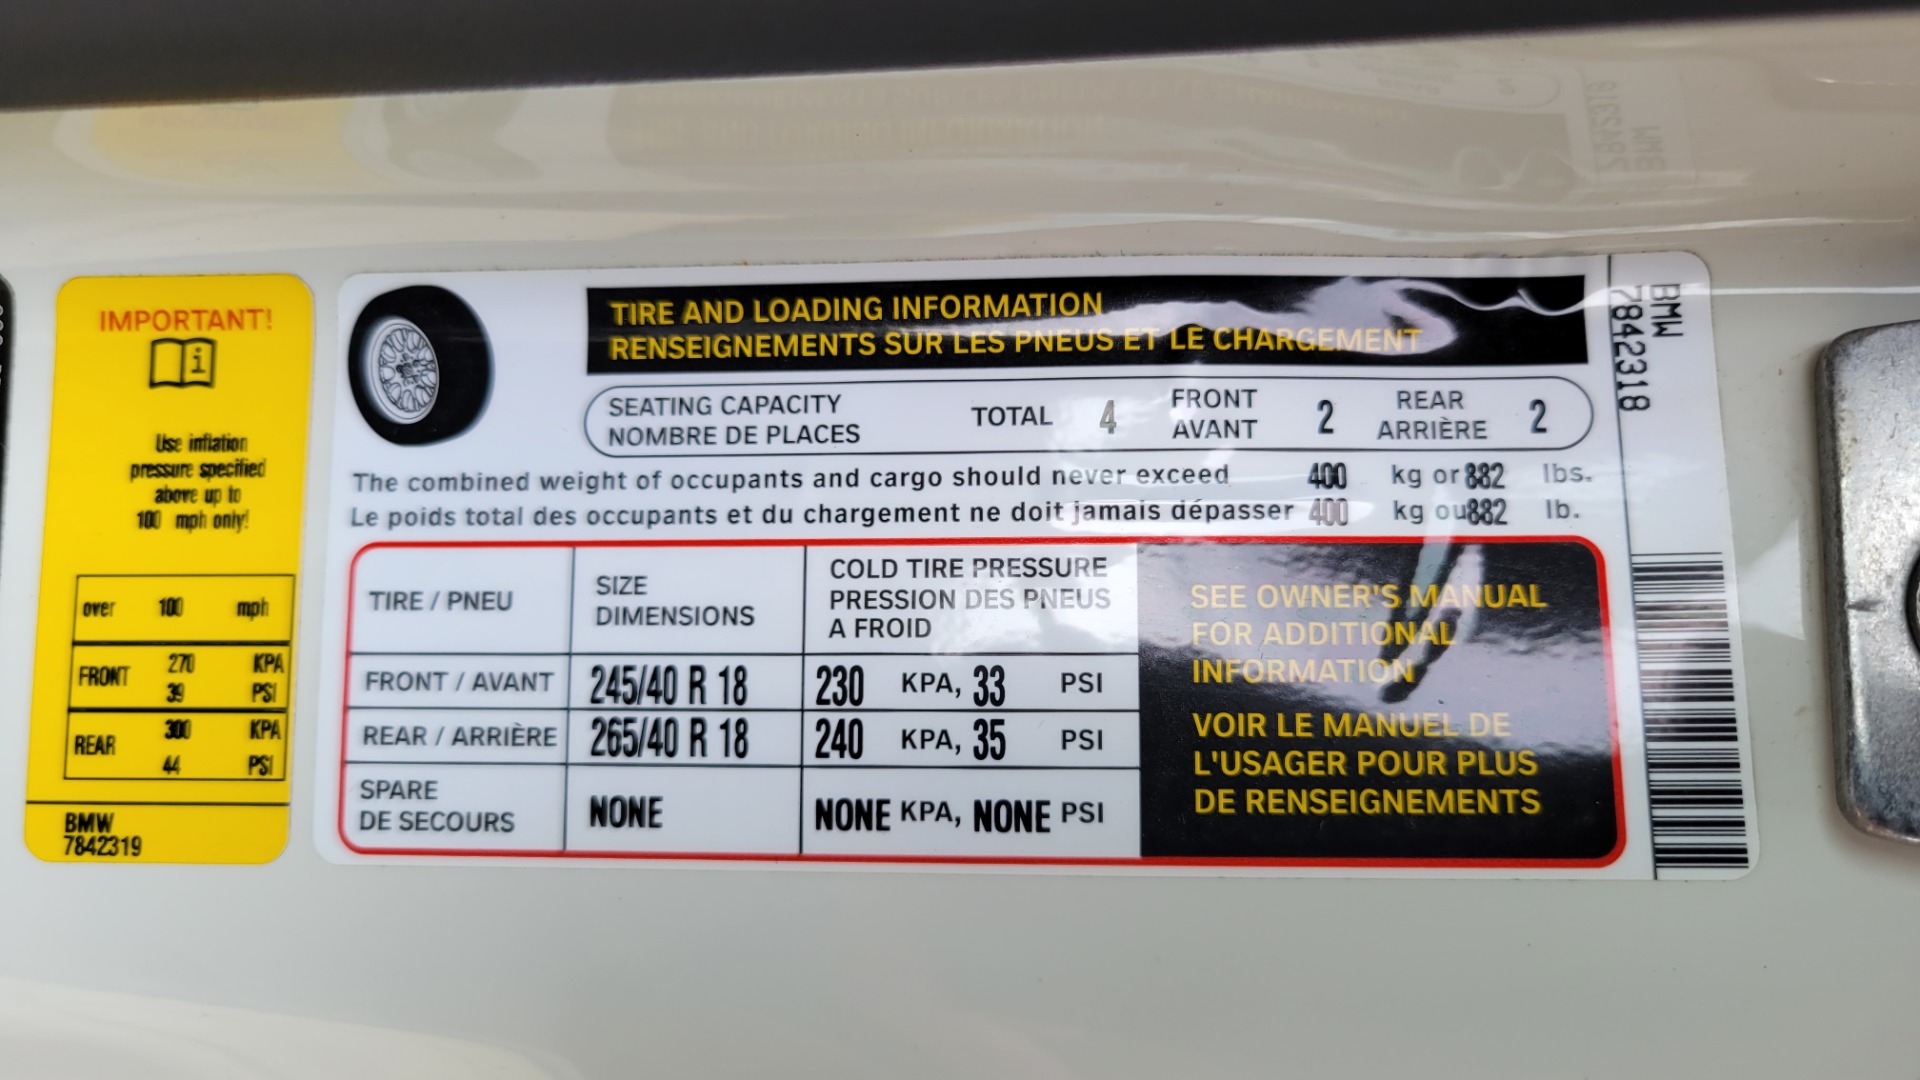 IMPORTANT!
i
Use inflation
pressure specified
above up to
100 mph only!
over 100 mph
FRONT 270 KPA
39 PSI
REAR 300 KPA
44 PSI
BMW
7842319
TIRE AND LOADING INFORMATION
RENSEIGNEMENTS SUR LES PNEUS ET LE CHARGEMENT
SEATING CAPACITY
NOMBRE DE PLACES
TOTAL 4
FRONT
AVANT
2
REAR
ARRIÈRE
2
The combined weight of occupants and cargo should never exceed 400 kg or 882 lbs.
Le poids total des occupants et du chargement ne doit jamais dépasser 400 kg ou 882 lb.
TIRE / PNEU
SIZE
DIMENSIONS
COLD TIRE PRESSURE
PRESSION DES PNEUS
A FROID
FRONT / AVANT 245/40 R 18 230 KPA, 33 PSI
REAR / ARRIÈRE 265/40 R 18 240 KPA, 35 PSI
SPARE
DE SECOURS
NONE NONE KPA, NONE PSI
SEE OWNER'S MANUAL
FOR ADDITIONAL
INFORMATION
VOIR LE MANUEL DE
L'USAGER POUR PLUS
DE RENSEIGNEMENTS
BMW
7842318